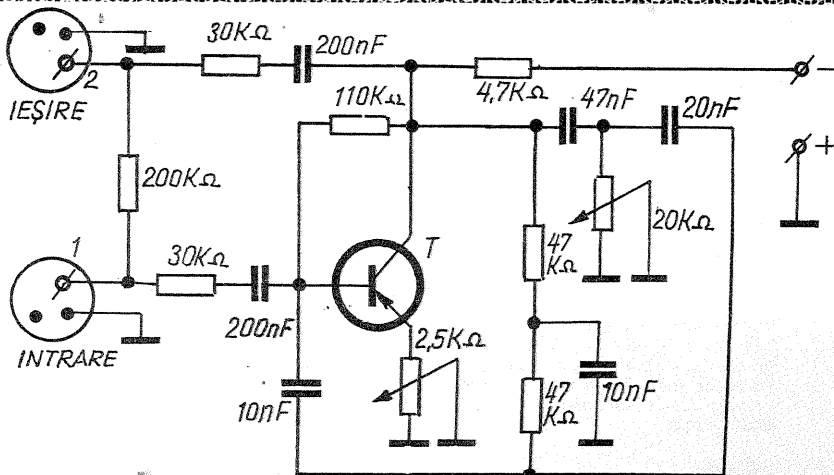 30KΩ
200nF
2
IEȘIRE
110KΩ
4,7KΩ
47nF
20nF
−
+
200KΩ
1
30KΩ
T
47
KΩ
20KΩ
200nF
INTRARE
2,5KΩ
10nF
47
KΩ
10nF